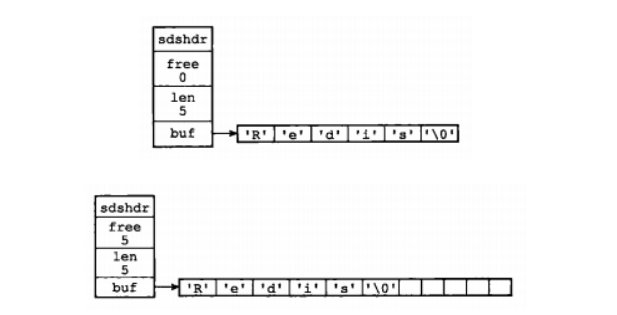 sdshdr
free
0
len
5
buf 'R' 'e' 'd' 'i' 's' '\0'
sdshdr
free
5
len
5
buf 'R' 'e' 'd' 'i' 's' '\0'